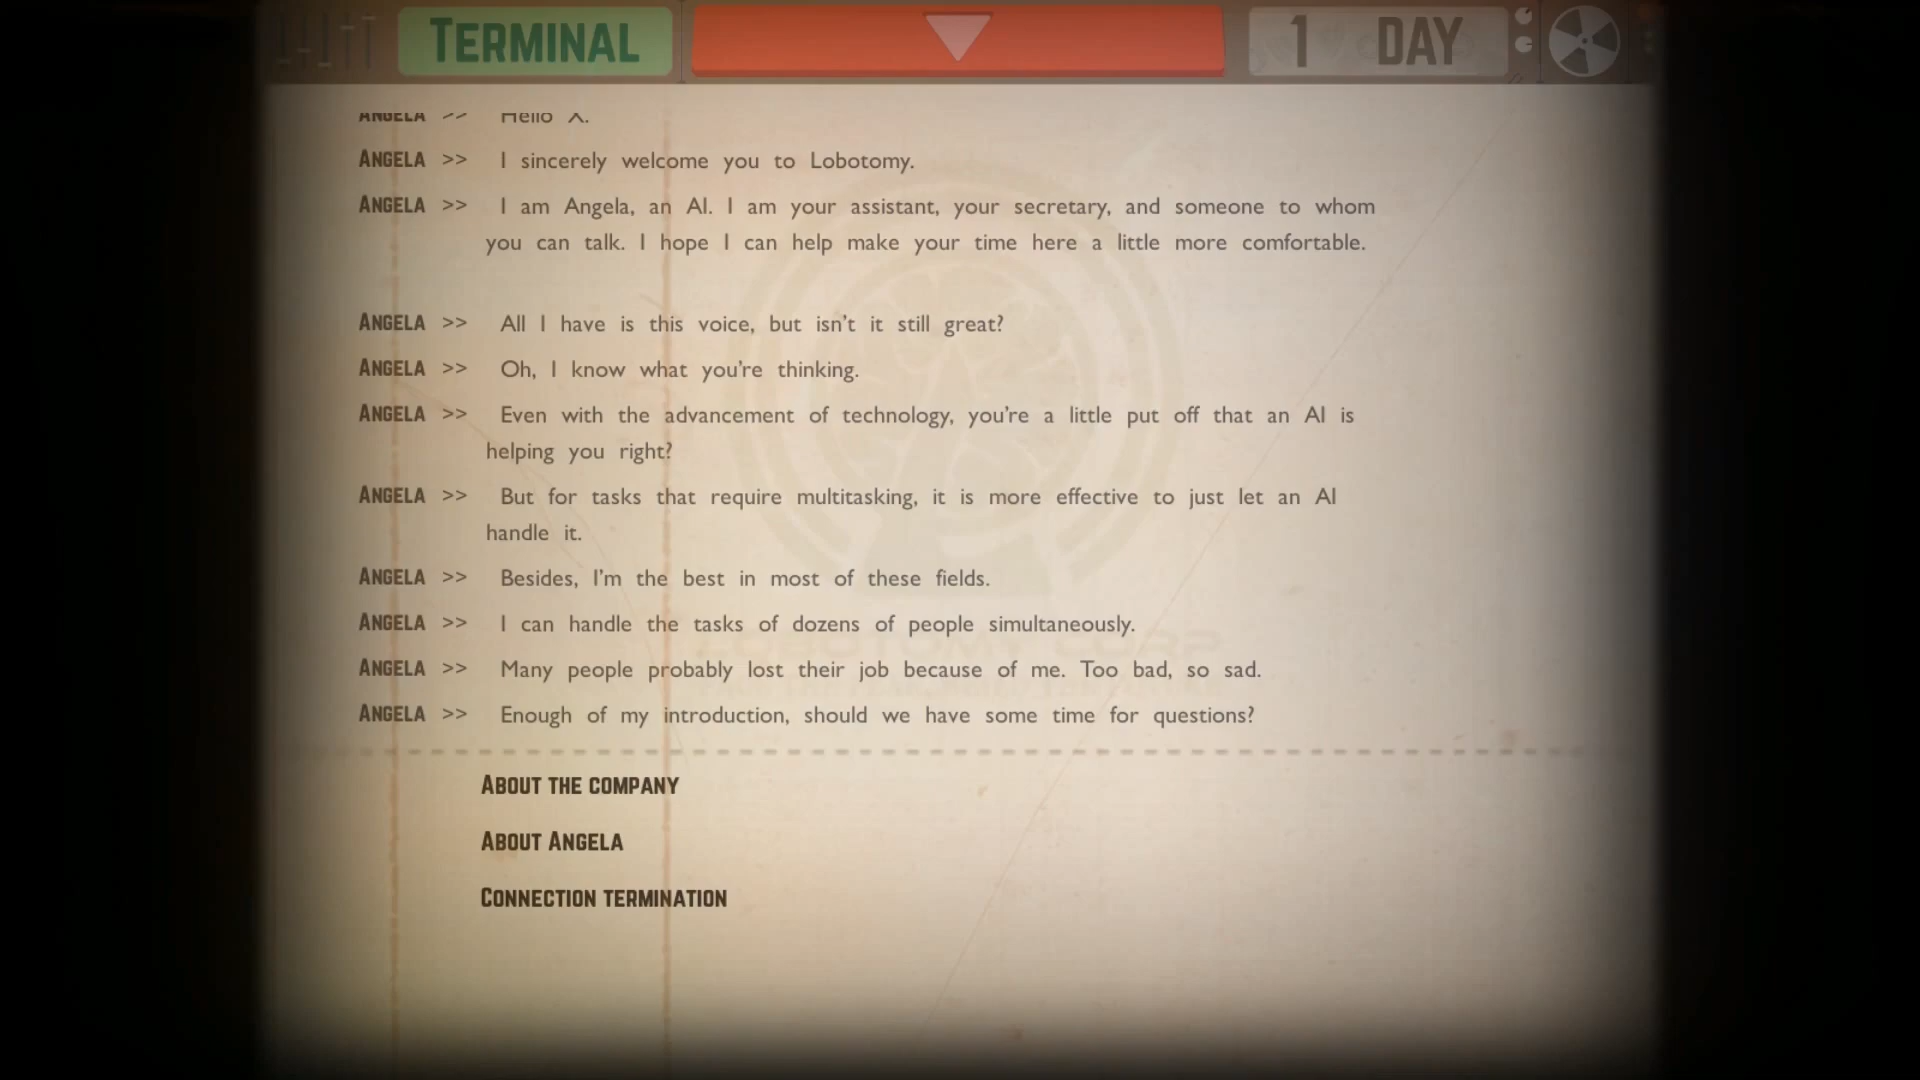 TERMINAL
1 DAY
ANGELA >> Hello X.
ANGELA >> I sincerely welcome you to Lobotomy.
ANGELA >> I am Angela, an AI. I am your assistant, your secretary, and someone to whom
you can talk. I hope I can help make your time here a little more comfortable.
ANGELA >> All I have is this voice, but isn't it still great?
ANGELA >> Oh, I know what you're thinking.
ANGELA >> Even with the advancement of technology, you're a little put off that an AI is
helping you right?
ANGELA >> But for tasks that require multitasking, it is more effective to just let an AI
handle it.
ANGELA >> Besides, I'm the best in most of these fields.
ANGELA >> I can handle the tasks of dozens of people simultaneously.
LOBOTOMY CORP
ANGELA >> Many people probably lost their job because of me. Too bad, so sad.
ANGELA >> Enough of my introduction, should we have some time for questions?
ABOUT THE COMPANY
ABOUT ANGELA
CONNECTION TERMINATION